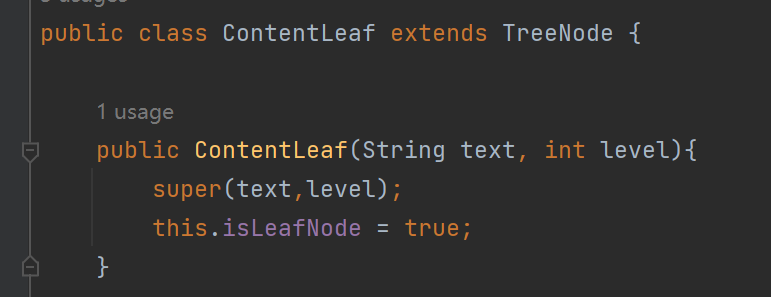 usages
public class ContentLeaf extends TreeNode {
1 usage
public ContentLeaf(String text, int level){
super(text,level);
this.isLeafNode = true;
}